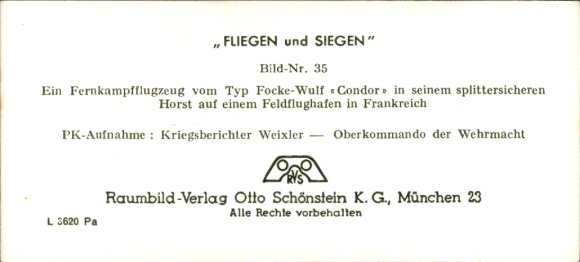 „FLIEGEN und SIEGEN"
Bild-Nr. 35
Ein Fernkampfflugzeug vom Typ Focke-Wulf «Condor» in seinem splittersicheren
Horst auf einem Feldflughafen in Frankreich
PK-Aufnahme: Kriegsberichter Weixler — Oberkommando der Wehrmacht
RVS
Raumbild-Verlag Otto Schönstein K. G., München 23
Alle Rechte vorbehalten
L 3620 Pa